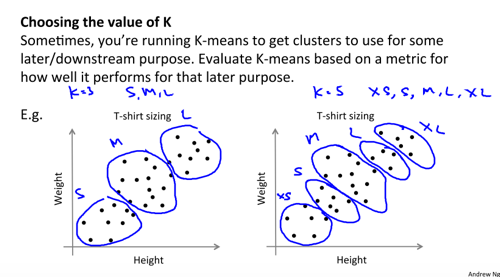 Choosing the value of K
Sometimes, you're running K-means to get clusters to use for some
later/downstream purpose. Evaluate K-means based on a metric for
how well it performs for that later purpose.
K=3 S,M,L
K=5 XS, S, M, L, XL
E.g.
T-shirt sizing
L
M
S
Weight
Height
T-shirt sizing
XL
L
M
S
XS
Weight
Height
Andrew Ng